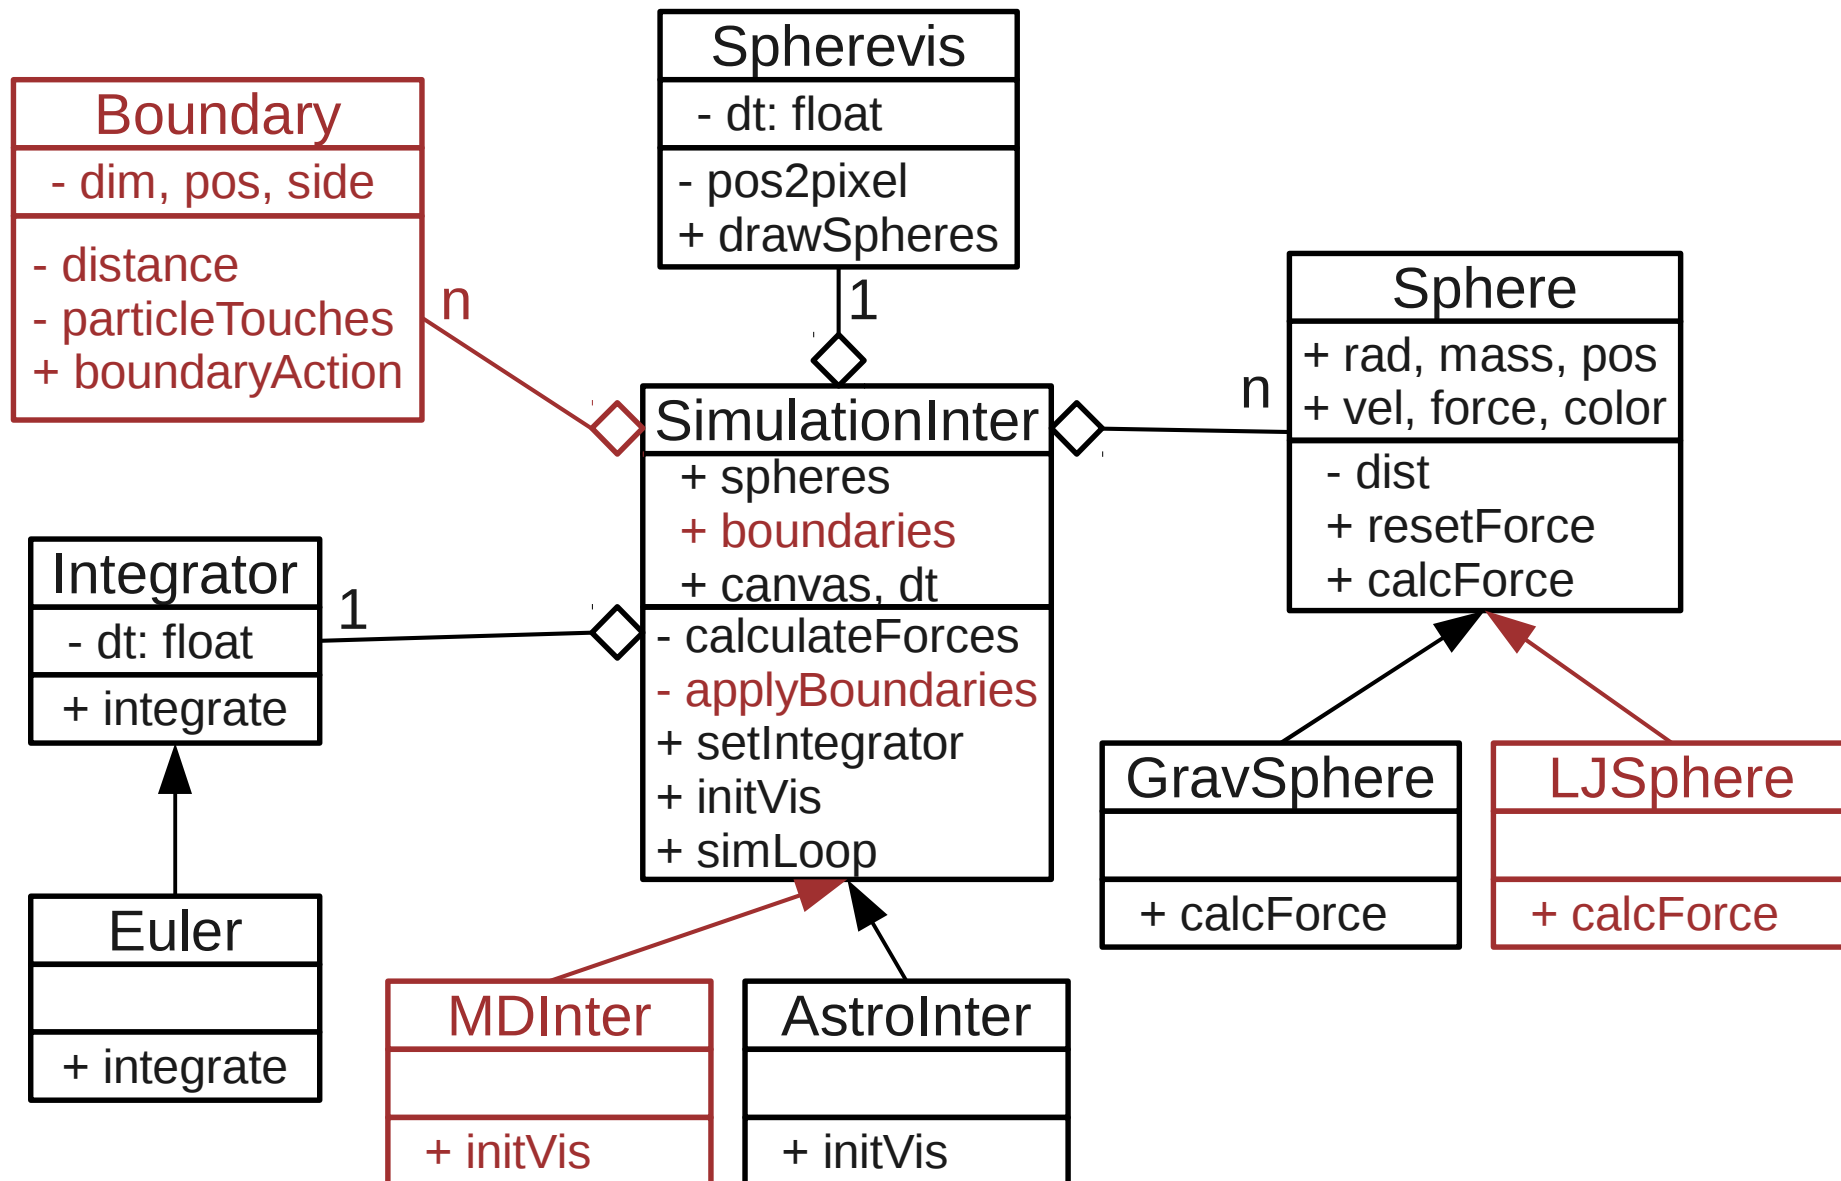 Spherevis
- dt: float
- pos2pixel
+ drawSpheres
1
Boundary
- dim, pos, side
- distance
- particleTouches
+ boundaryAction
n
Sphere
+ rad, mass, pos
+ vel, force, color
- dist
+ resetForce
+ calcForce
n
SimulationInter
+ spheres
+ boundaries
+ canvas, dt
- calculateForces
- applyBoundaries
+ setIntegrator
+ initVis
+ simLoop
Integrator
- dt: float
+ integrate
1
Euler
+ integrate
MDInter
+ initVis
AstroInter
+ initVis
GravSphere
+ calcForce
LJSphere
+ calcForce